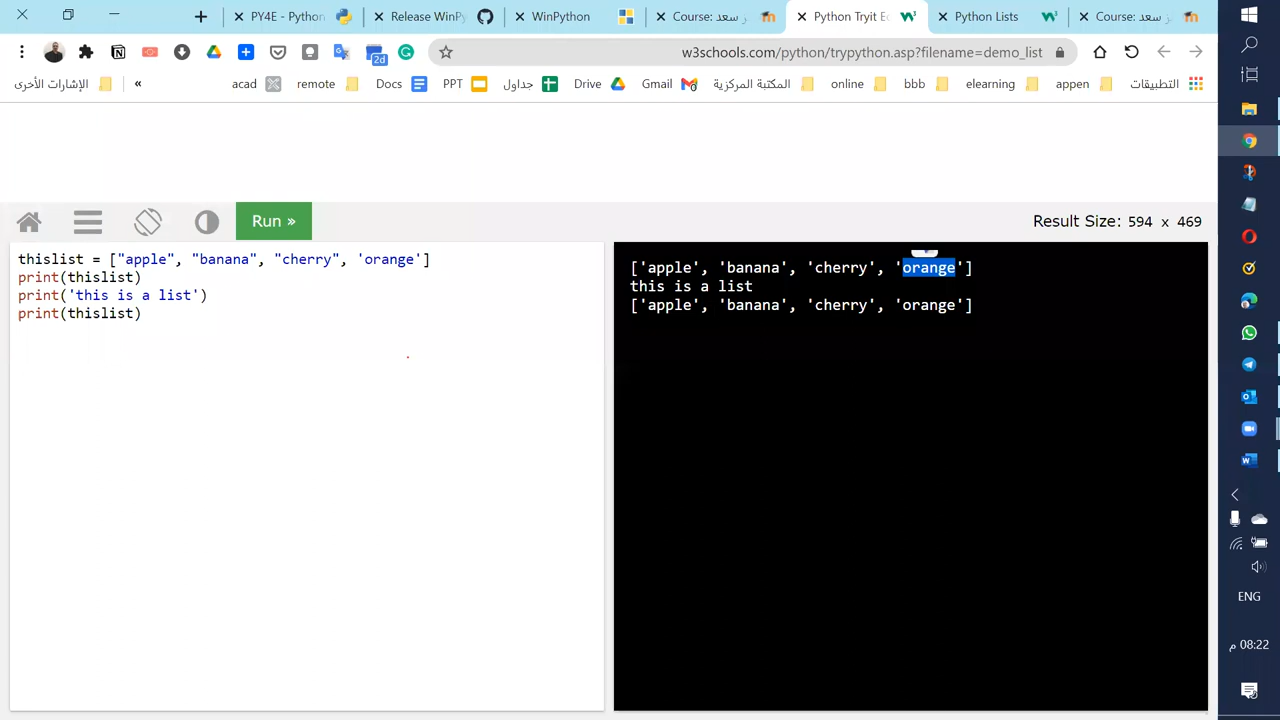 PY4E - Python
Release WinPy
WinPython
Course: ز سعد
Python Tryit Ed
Python Lists
Course: ز سعد
2d
w3schools.com/python/trypython.asp?filename=demo_list
الإشارات الأخرى
«
acad
remote
Docs
PPT
جداول
Drive
Gmail
المكتبة المركزية
online
bbb
elearning
appen
التطبيقات
Run »
Result Size: 594 x 469
thislist = ["apple", "banana", "cherry", 'orange']
print(thislist)
print('this is a list')
print(thislist)
['apple', 'banana', 'cherry', 'orange']
this is a list
['apple', 'banana', 'cherry', 'orange']
ENG
08:22 م